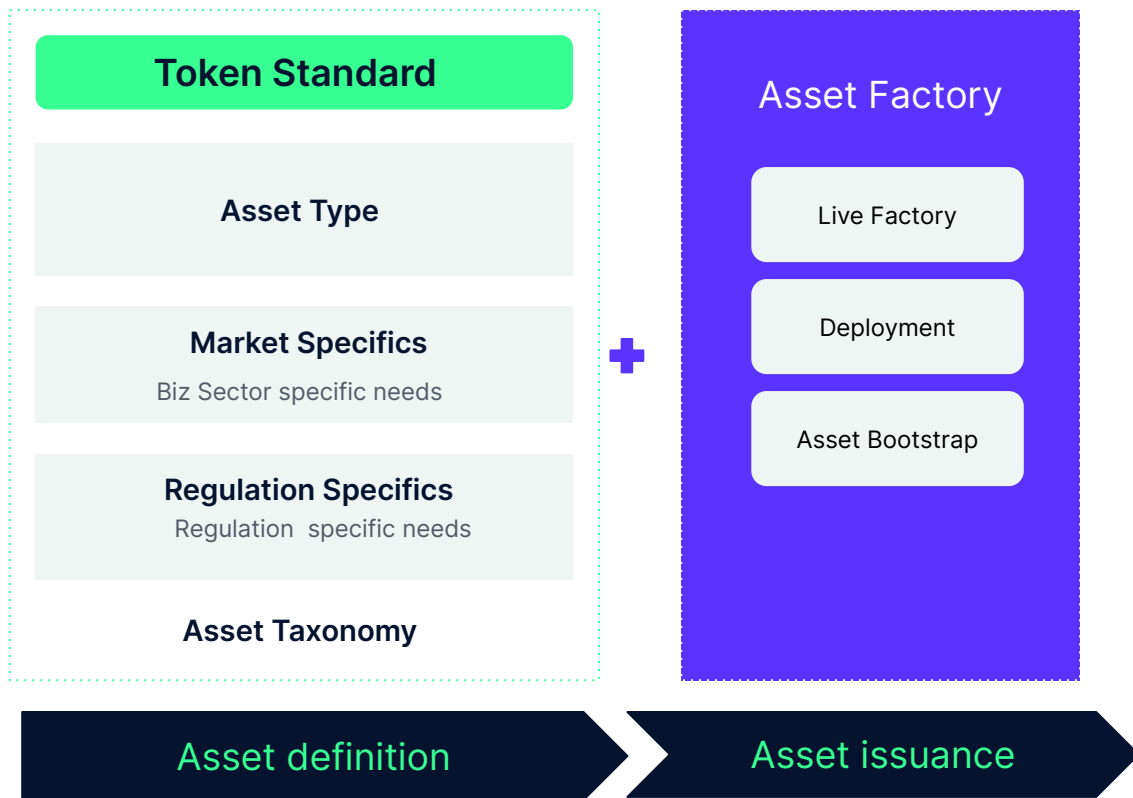 Token Standard
Asset Type
Market Specifics
Biz Sector specific needs
Regulation Specifics
Regulation  specific needs
Asset Taxonomy
Asset Factory
Live Factory
Deployment
Asset Bootstrap
Asset definition
Asset issuance